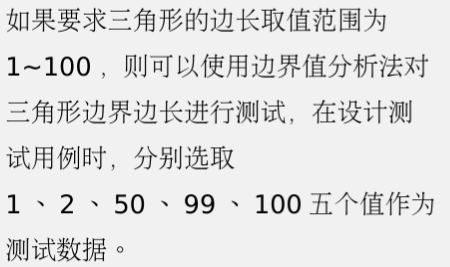 如果要求三角形的边长取值范围为
1~100 ，则可以使用边界值分析法对
三角形边界边长进行测试，在设计测
试用例时，分别选取
1 、 2 、 50 、 99 、 100 五个值作为
测试数据。